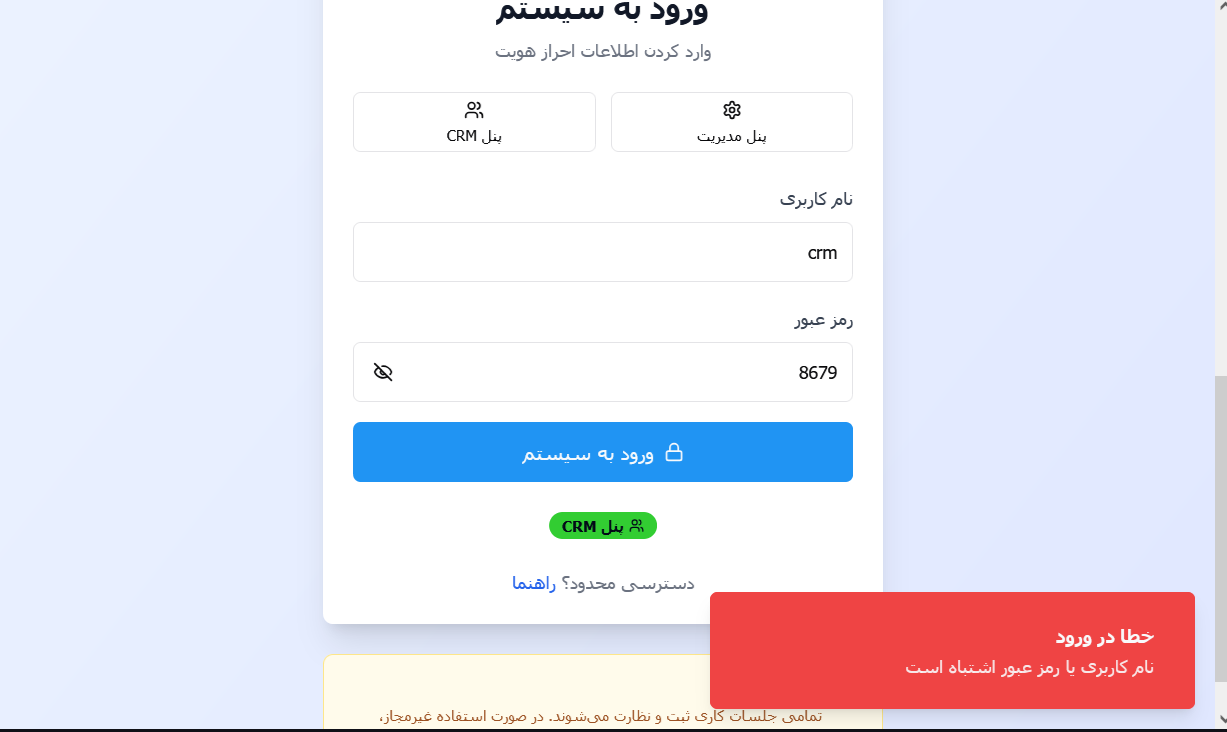 ورود به سیستم
وارد کردن اطلاعات احراز هویت
پنل مدیریت
پنل CRM
نام کاربری
crm
رمز عبور
8679
ورود به سیستم
پنل CRM
دسترسی محدود؟ راهنما
خطا در ورود
نام کاربری یا رمز عبور اشتباه است
تمامی جلسات کاری ثبت و نظارت می‌شوند. در صورت استفاده غیرمجاز،